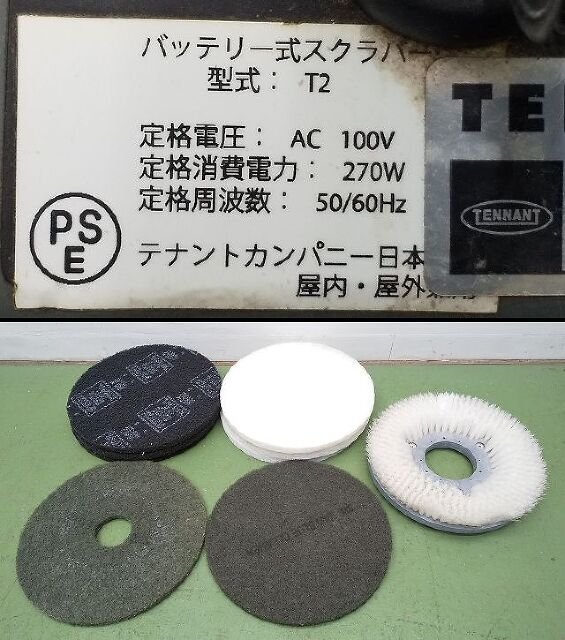 バッテリー式スクラバー
型式： T2
定格電圧： AC 100V
定格消費電力： 270W
定格周波数： 50/60Hz
PS
E
テナントカンパニー日本
屋内・屋外
TE
TENNANT